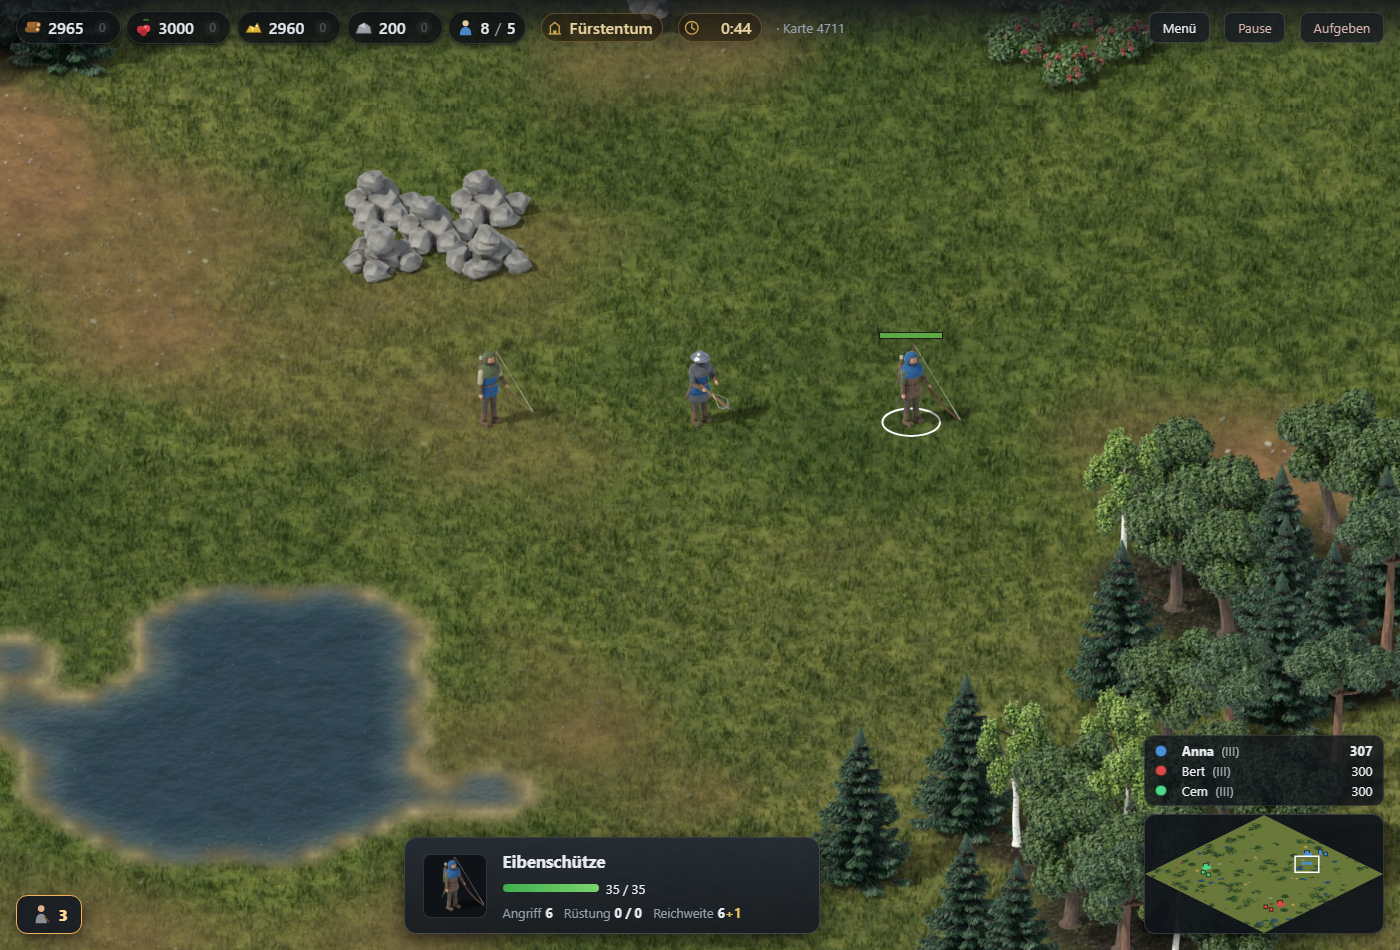 2965 0 3000 0 2960 0 200 0 8 / 5 Fürstentum 0:44 · Karte 4711 Menü Pause Aufgeben
Anna (III) 307
Bert (III) 300
Cem (III) 300
Eibenschütze
35 / 35
Angriff 6 Rüstung 0 / 0 Reichweite 6+1
3